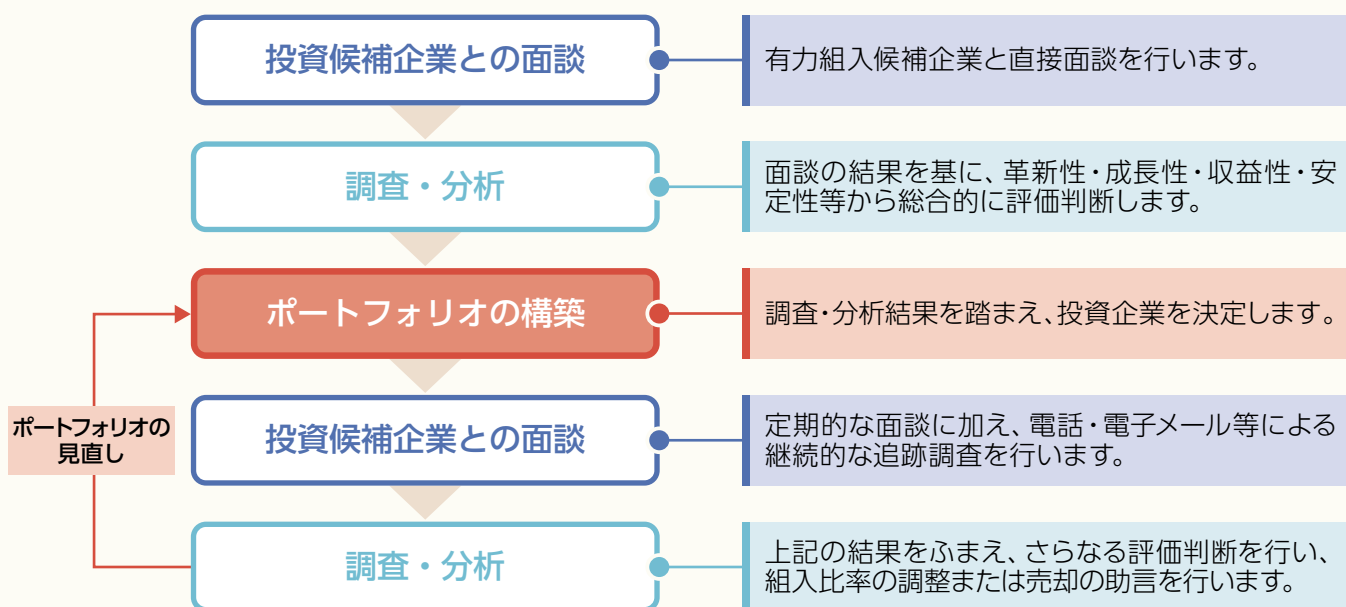 投資候補企業との面談
有力組入候補企業と直接面談を行います。
調査・分析
面談の結果を基に、革新性・成長性・収益性・安
定性等から総合的に評価判断します。
ポートフォリオの構築
調査・分析結果を踏まえ、投資企業を決定します。
ポートフォリオの
見直し
投資候補企業との面談
定期的な面談に加え、電話・電子メール等による
継続的な追跡調査を行います。
調査・分析
上記の結果をふまえ、さらなる評価判断を行い、
組入比率の調整または売却の助言を行います。